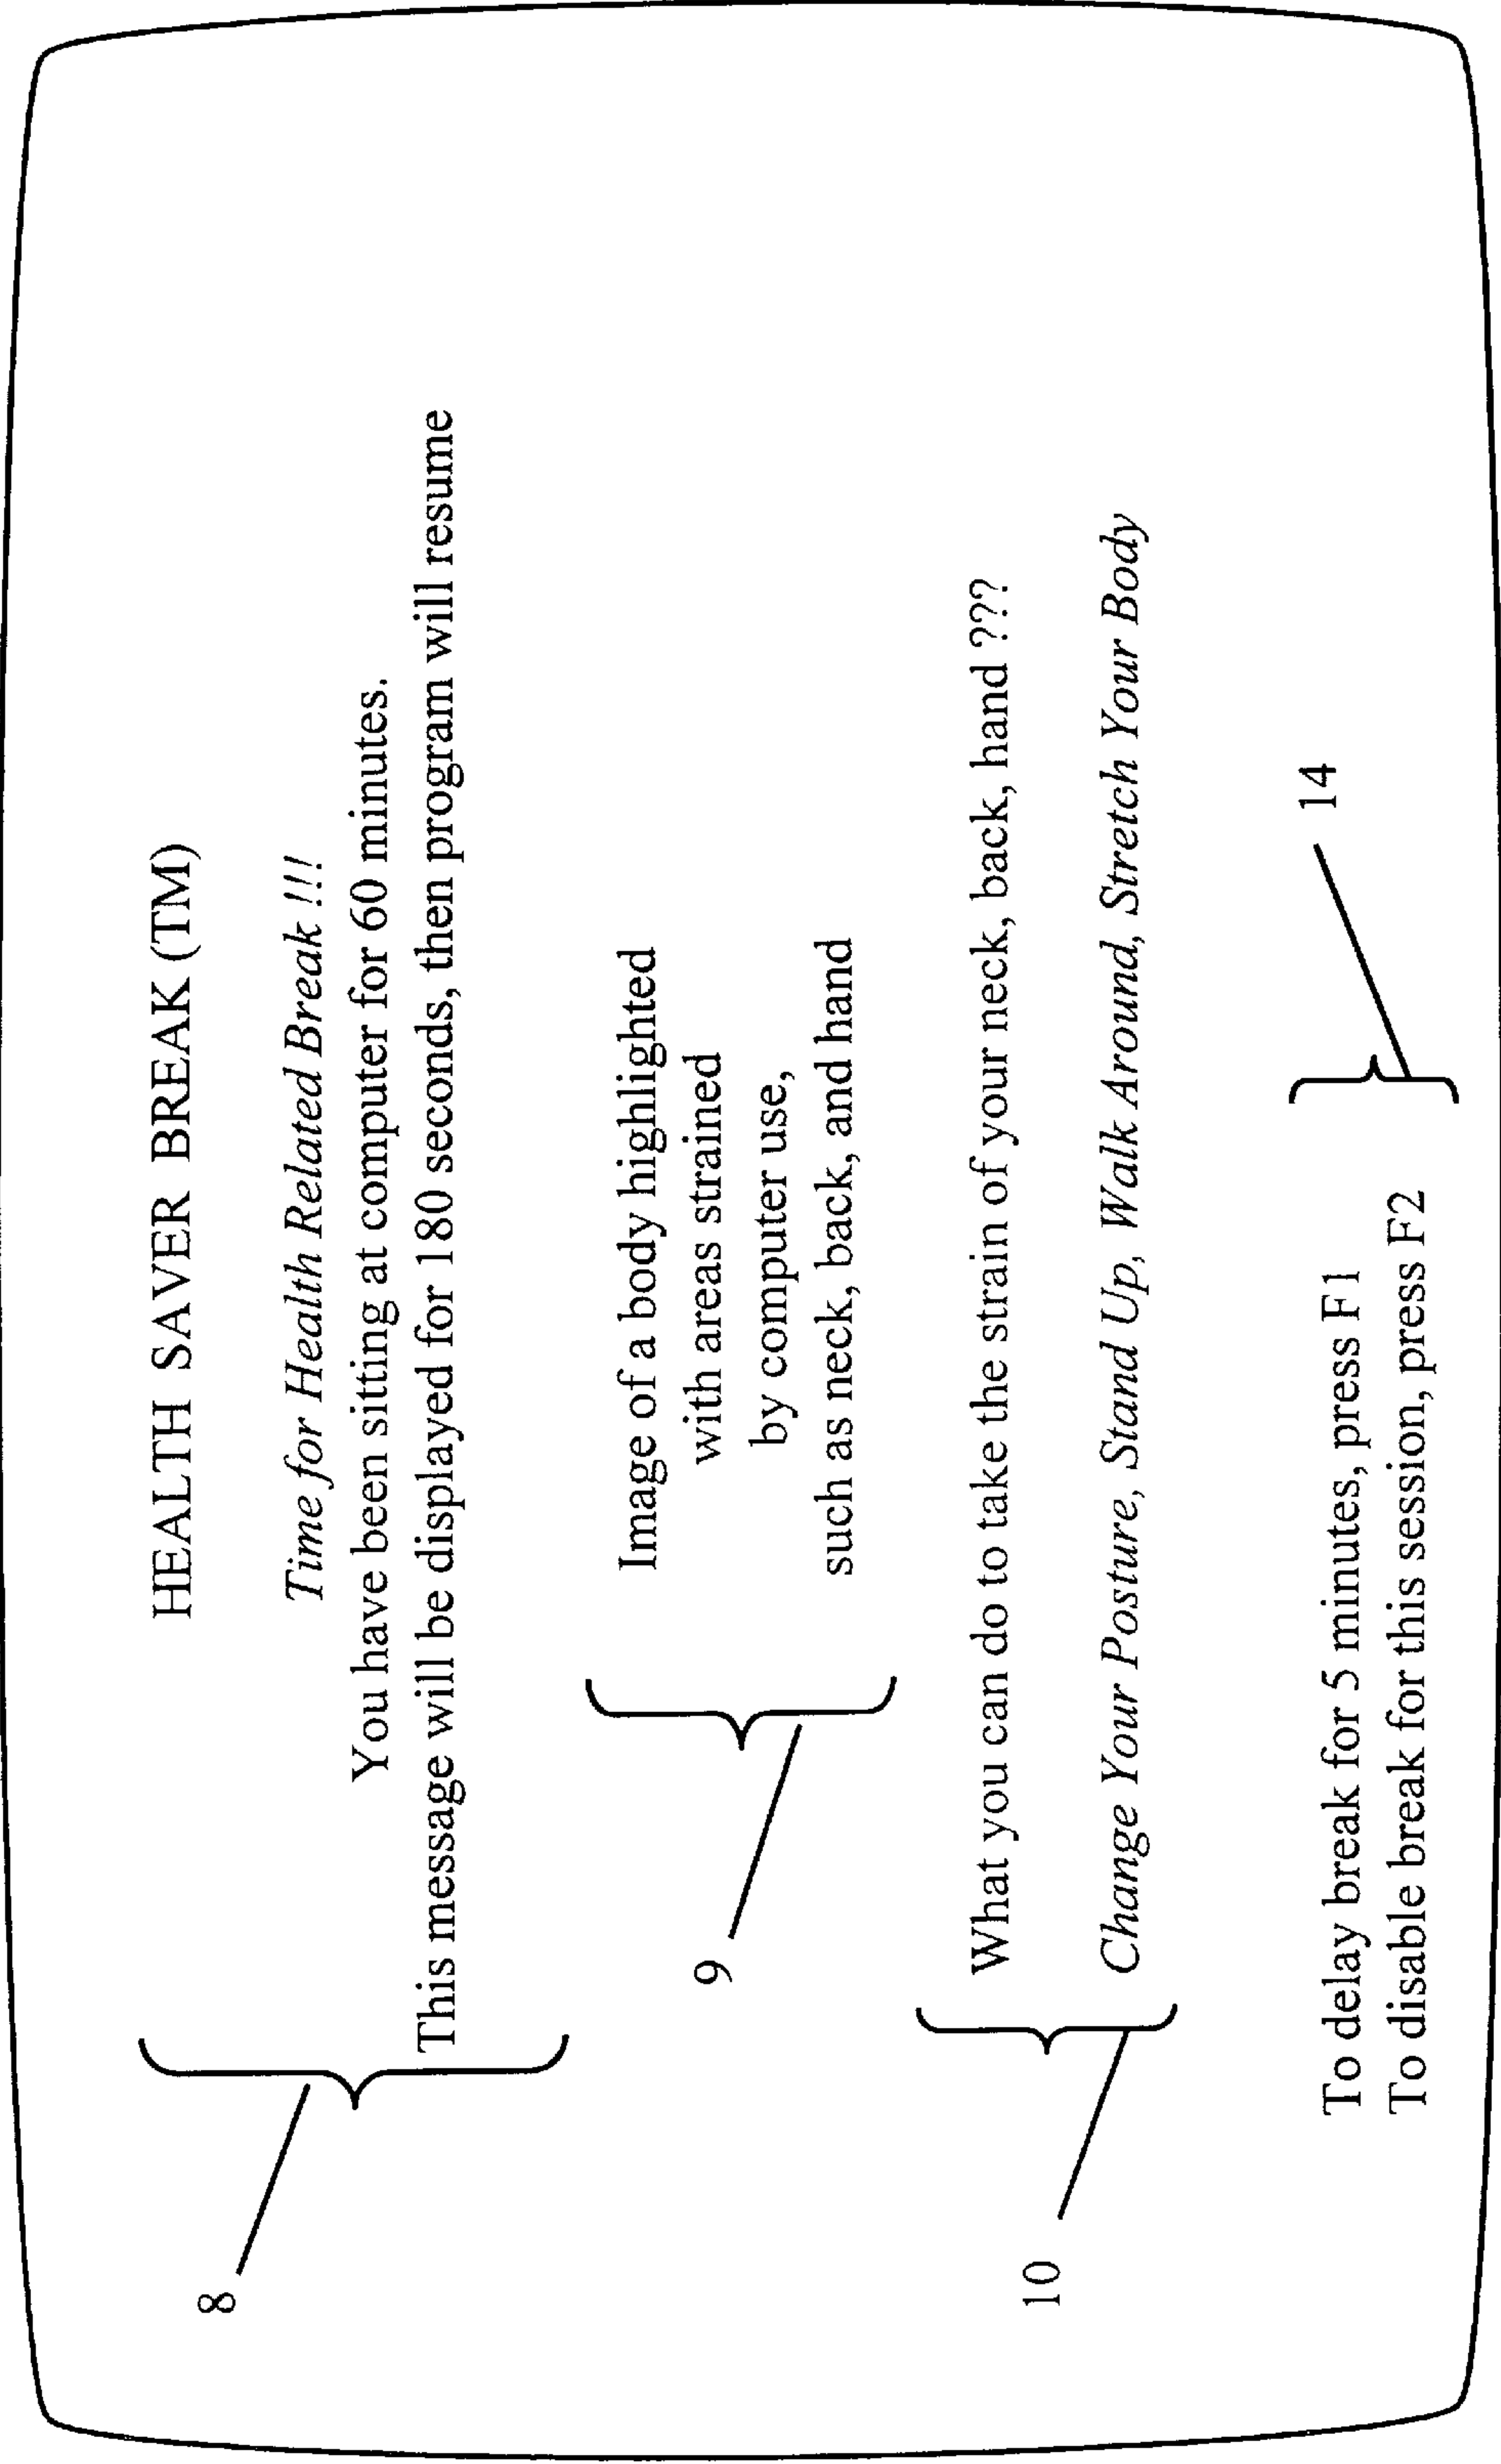 HEALTH SAVER BREAK (TM)
Time for Health Related Break !!!
You have been sitting at computer for 60 minutes.
This message will be displayed for 180 seconds, then program will resume
8
Image of a body highlighted
with areas strained
by computer use,
such as neck, back, and hand
9
What you can do to take the strain of your neck, back, hand ???
Change Your Posture, Stand Up, Walk Around, Stretch Your Body
10
To delay break for 5 minutes, press F1
To disable break for this session, press F2
14